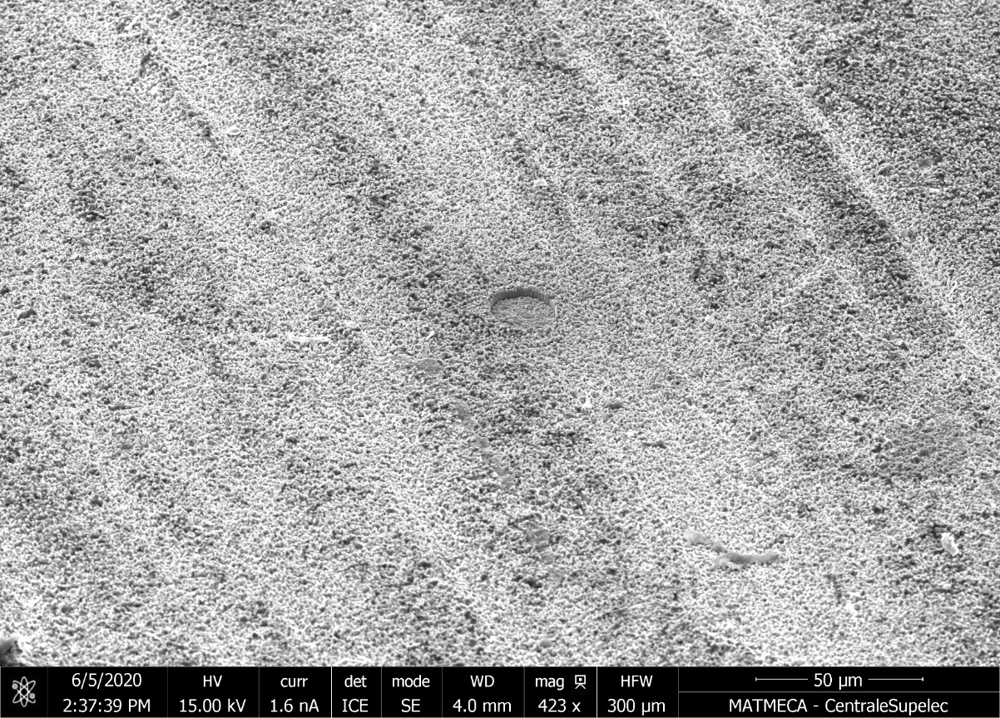 6/5/2020 HV curr det mode WD mag HFW 50 µm
2:37:39 PM 15.00 kV 1.6 nA ICE SE 4.0 mm 423 x 300 µm MATMECA - CentraleSupelec